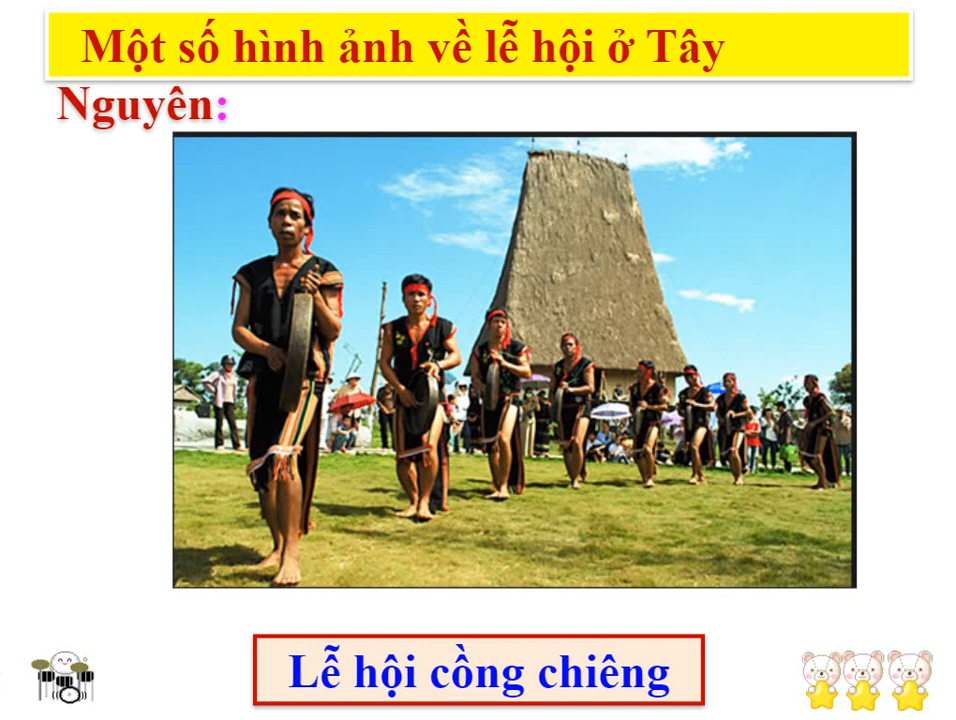 Một số hình ảnh về lễ hội ở Tây
Nguyên:
Lễ hội cồng chiêng